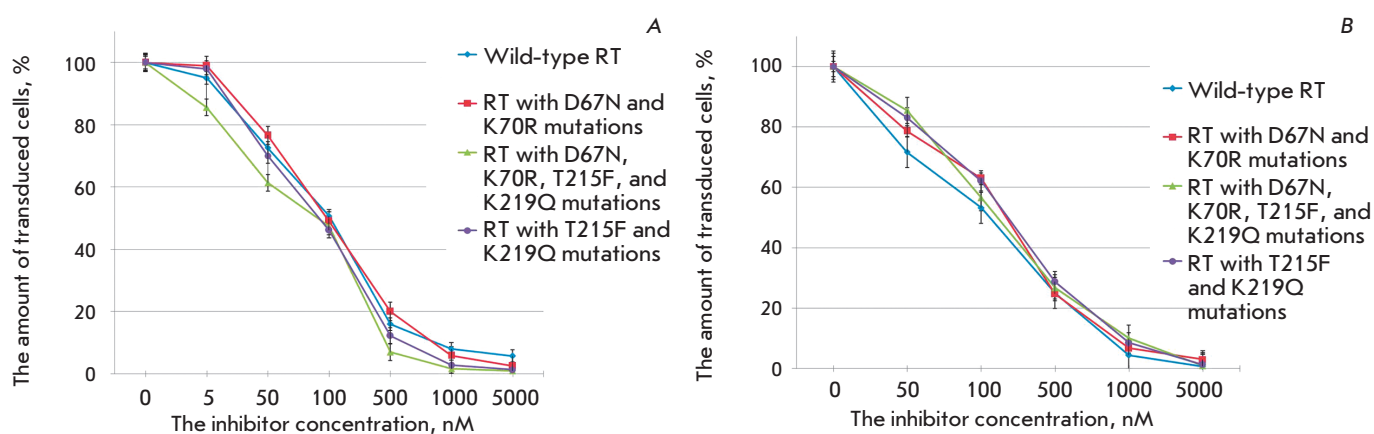 A
The amount of transduced cells, %
100
80
60
40
20
0
0 5 50 100 500 1000 5000
The inhibitor concentration, nM
Wild-type RT
RT with D67N and
K70R mutations
RT with D67N,
K70R, T215F, and
K219Q mutations
RT with T215F and
K219Q mutations
B
The amount of transduced cells, %
100
80
60
40
20
0
0 50 100 500 1000 5000
The inhibitor concentration, nM
Wild-type RT
RT with D67N and
K70R mutations
RT with D67N,
K70R, T215F, and
K219Q mutations
RT with T215F
and K219Q
mutations